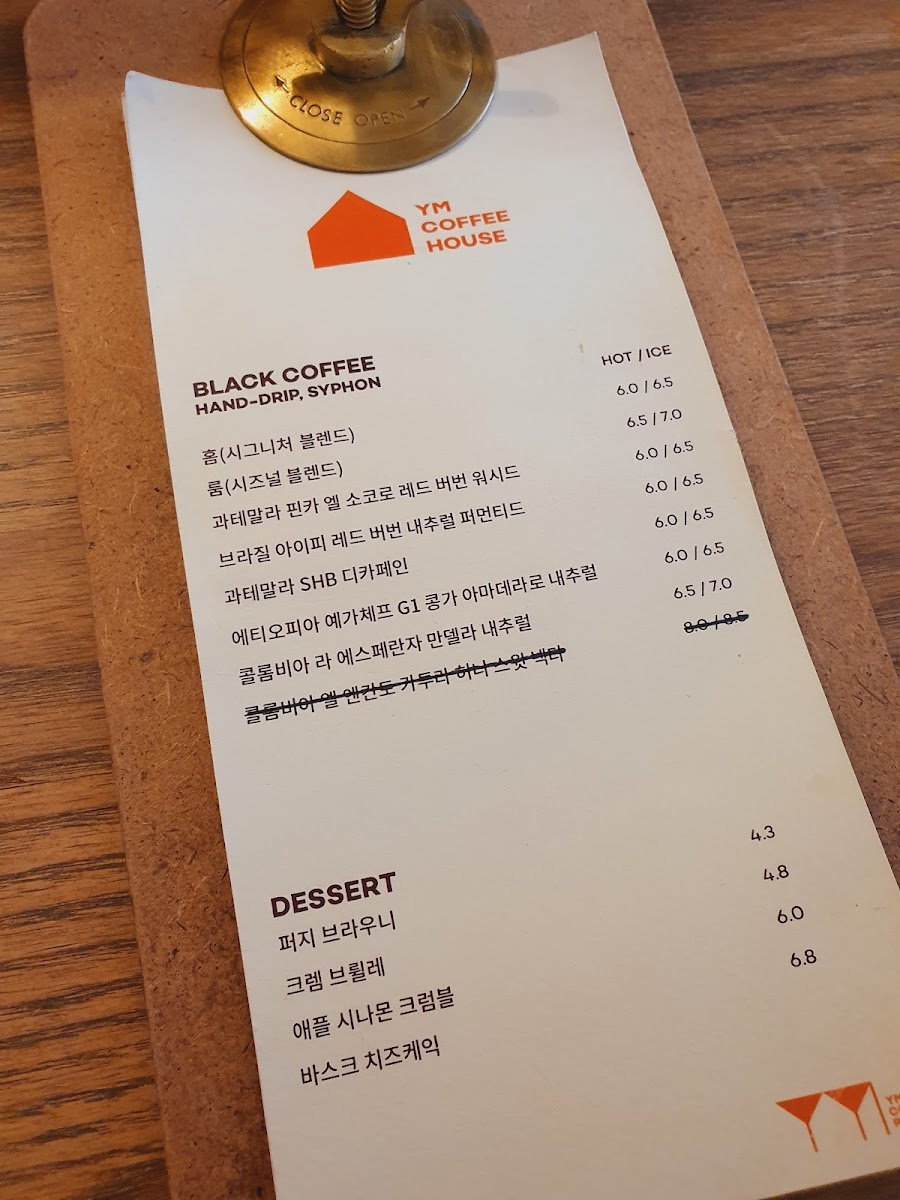 CLOSE OPEN
YM
COFFEE
HOUSE
BLACK COFFEE
HAND-DRIP, SYPHON
HOT / ICE
홈(시그니처 블렌드) 6.0 / 6.5
룸(시즈널 블렌드) 6.5 / 7.0
과테말라 핀카 엘 소코로 레드 버번 워시드 6.0 / 6.5
브라질 아이피 레드 버번 내추럴 퍼먼티드 6.0 / 6.5
과테말라 SHB 디카페인 6.0 / 6.5
에티오피아 예가체프 G1 콩가 아마데라로 내추럴 6.0 / 6.5
콜롬비아 라 에스페란자 만델라 내추럴 6.5 / 7.0
콜롬비아 엘 엔칸토 카투라 허니 스윗 넥타 8.0 / 8.5
DESSERT
퍼지 브라우니 4.3
크렘 브륄레 4.8
애플 시나몬 크럼블 6.0
바스크 치즈케익 6.8
YM